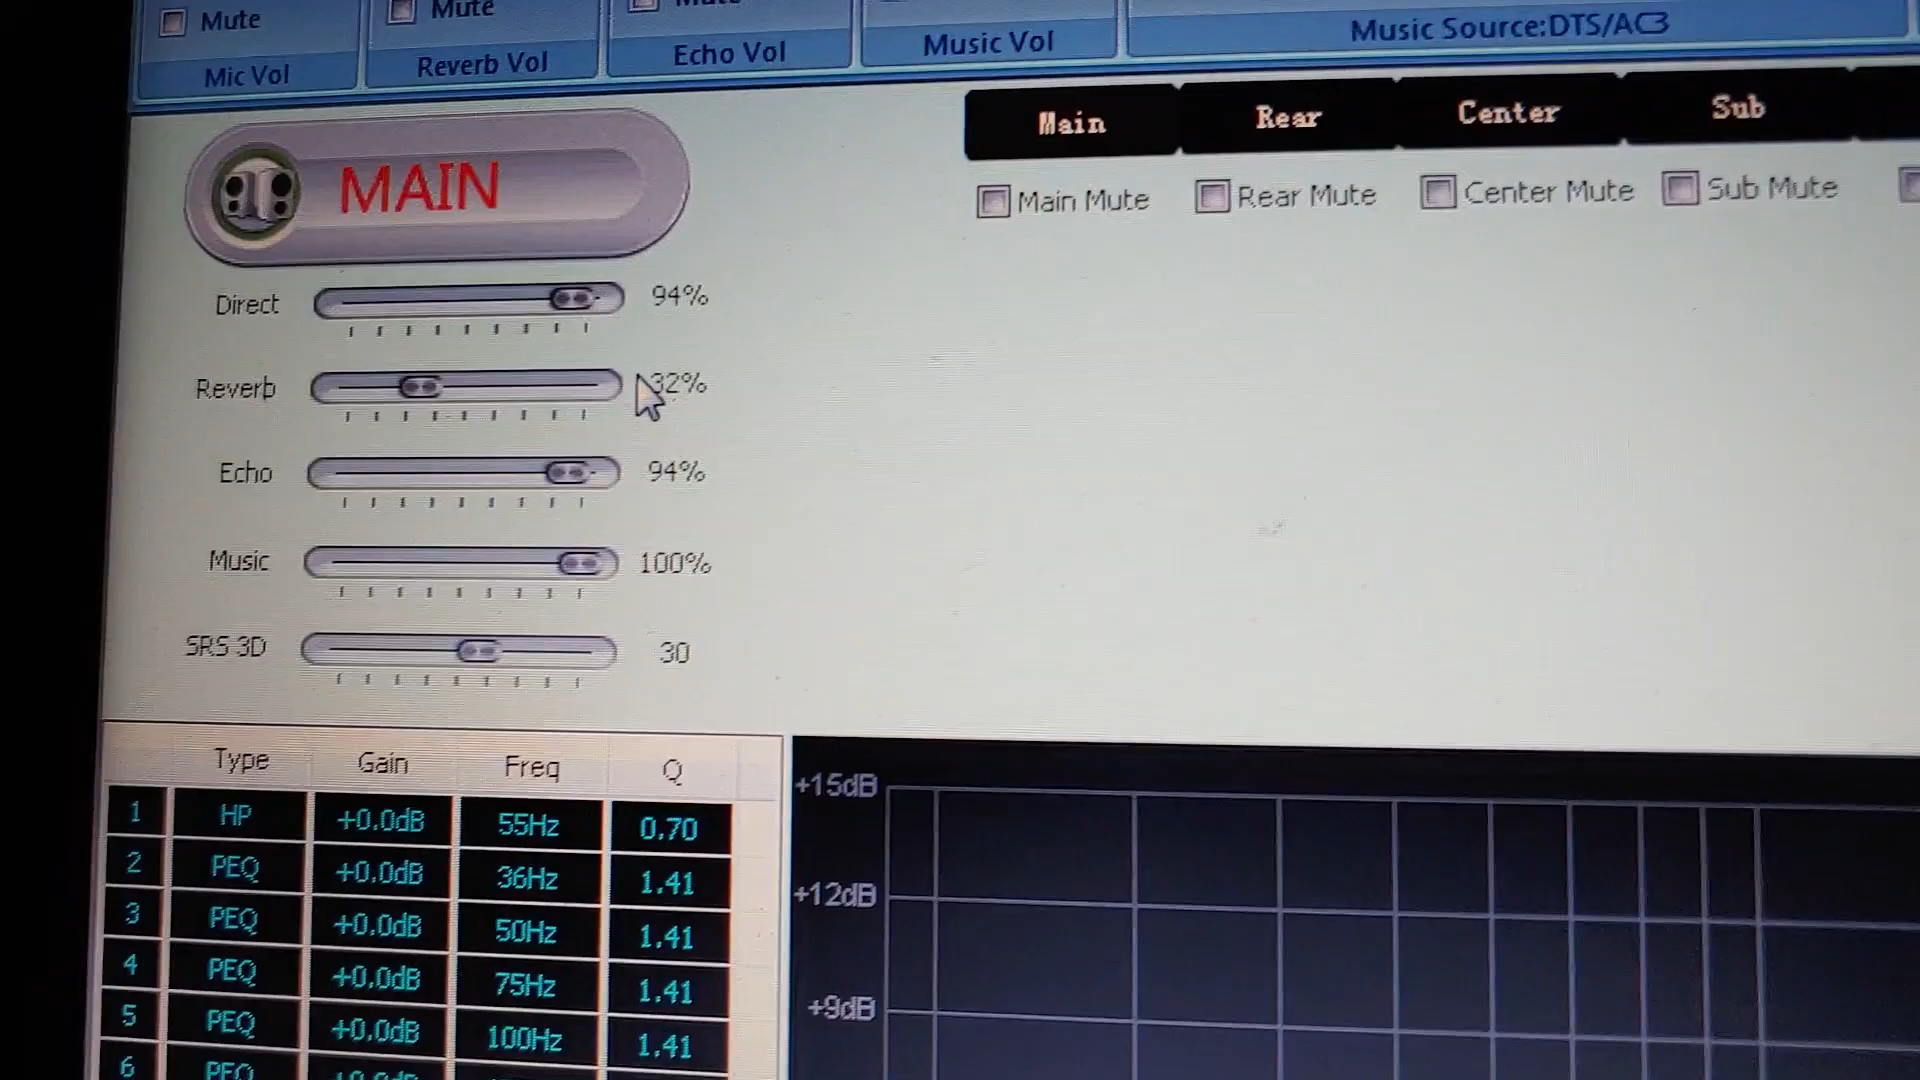 Mute
Mute
Mic Vol
Reverb Vol
Echo Vol
Music Vol
Music Source:DTS/AC3
MAIN
Main
Rear
Center
Sub
Main Mute
Rear Mute
Center Mute
Sub Mute
Direct 94%
Reverb 32%
Echo 94%
Music 100%
SRS 3D 30
Type Gain Freq Q
1 HP +0.0dB 55Hz 0.70
2 PEQ +0.0dB 36Hz 1.41
3 PEQ +0.0dB 50Hz 1.41
4 PEQ +0.0dB 75Hz 1.41
5 PEQ +0.0dB 100Hz 1.41
6 PEQ
+15dB
+12dB
+9dB